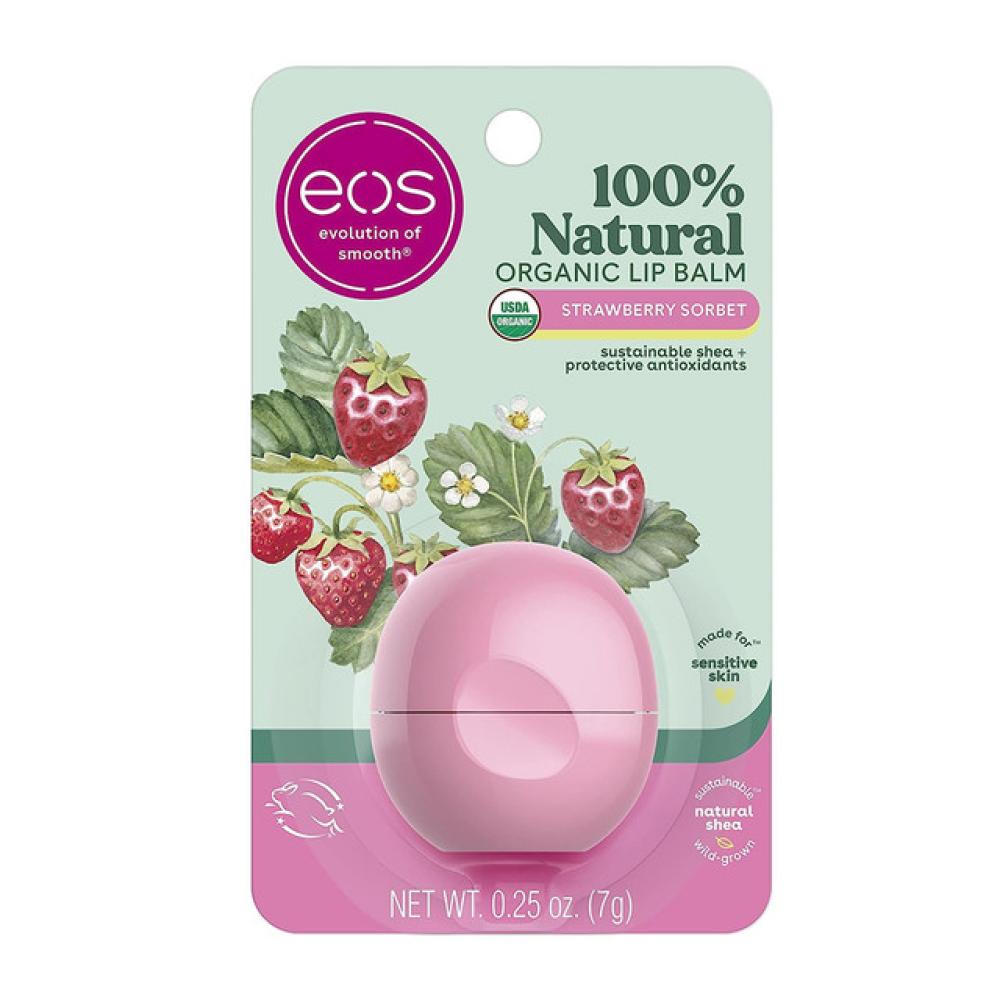 eos
evolution of
smooth®
100%
Natural
ORGANIC LIP BALM
USDA
ORGANIC
STRAWBERRY SORBET
sustainable shea +
protective antioxidants
made for™
sensitive
skin
sustainable
natural
shea
wild-grown
NET WT. 0.25 oz. (7g)